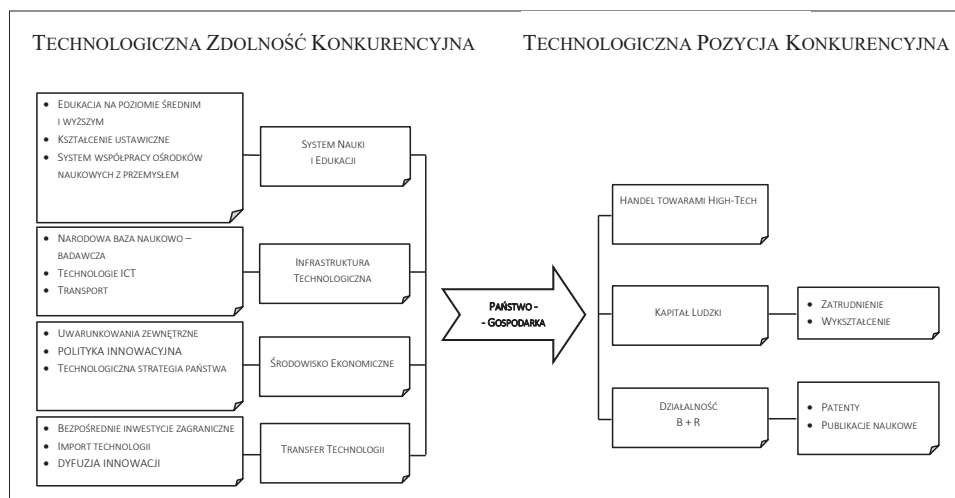 TECHNOLOGICZNA ZDOLNOŚĆ KONKURENCYJNA
TECHNOLOGICZNA POZYCJA KONKURENCYJNA
• EDUKACJA NA POZIOMIE ŚREDNIM
I WYŻSZYM
• KSZTAŁCENIE USTAWICZNE
• SYSTEM WSPÓŁPRACY OŚRODKÓW
NAUKOWYCH Z PRZEMYSŁEM
SYSTEM NAUKI
I EDUKACJI
• NARODOWA BAZA NAUKOWO –
BADAWCZA
• TECHNOLOGIE ICT
• TRANSPORT
INFRASTRUKTURA
TECHNOLOGICZNA
• UWARUNKOWANIA ZEWNĘTRZNE
• POLITYKA INNOWACYJNA
• TECHNOLOGICZNA STRATEGIA PAŃSTWA
ŚRODOWISKO EKONOMICZNE
• BEZPOŚREDNIE INWESTYCJE ZAGRANICZNE
• IMPORT TECHNOLOGII
• DYFUZJA INNOWACJI
TRANSFER TECHNOLOGII
PAŃSTWO -
- GOSPODARKA
HANDEL TOWARAMI HIGH-TECH
KAPITAŁ LUDZKI
• ZATRUDNIENIE
• WYKSZTAŁCENIE
DZIAŁALNOŚĆ
B + R
• PATENTY
• PUBLIKACJE NAUKOWE